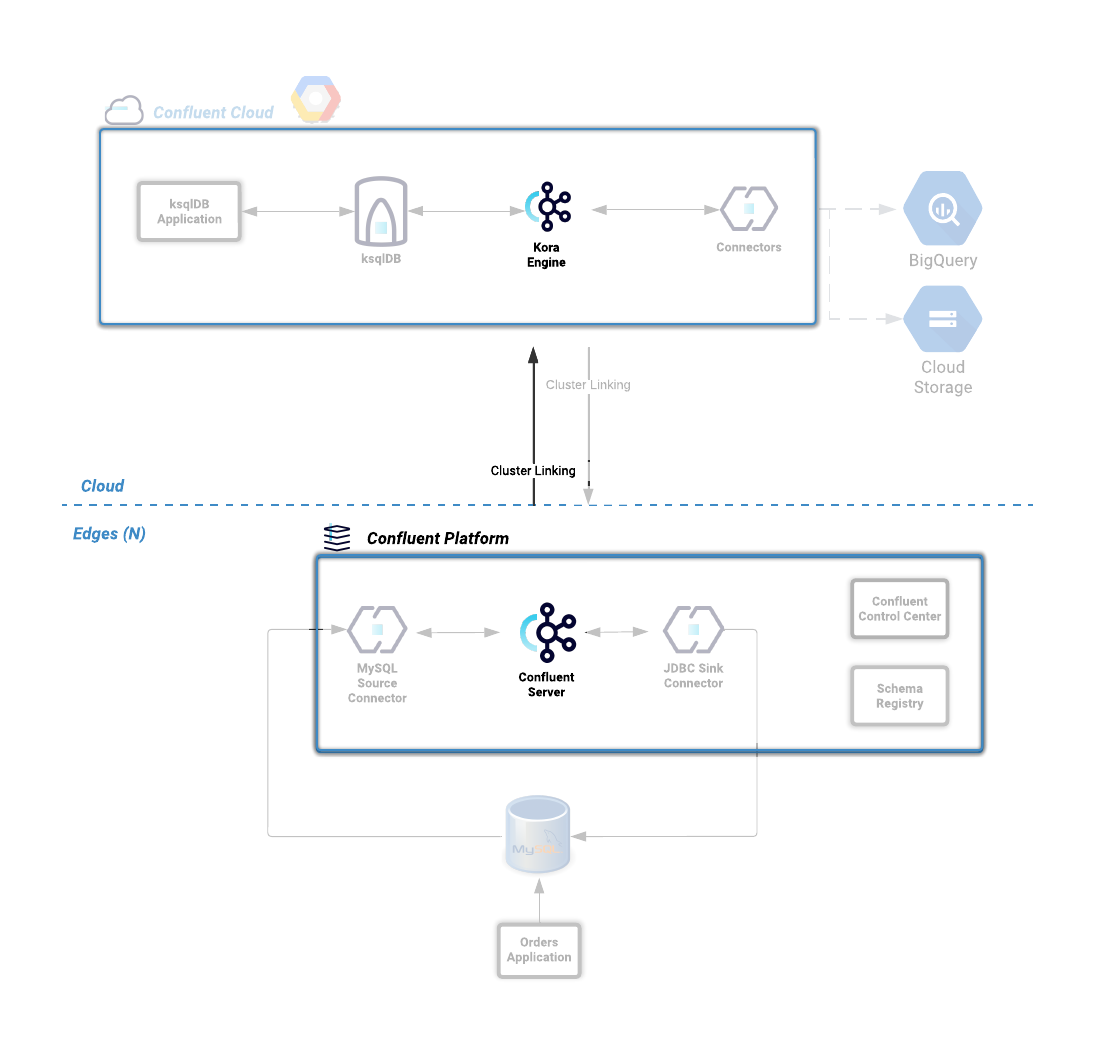 Confluent Cloud
ksqlDB
Application
ksqlDB
Kora
Engine
Connectors
BigQuery
Cloud
Storage
Cluster Linking
Cluster Linking
Cloud
Edges (N)
Confluent Platform
MySQL
Source
Connector
Confluent
Server
JDBC Sink
Connector
Confluent
Control Center
Schema
Registry
MySQL
Orders
Application